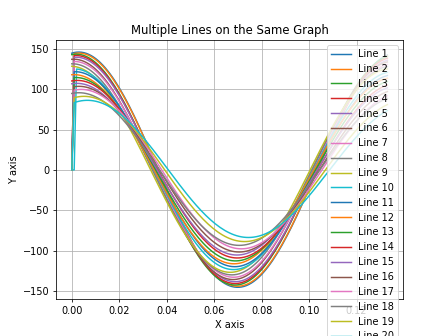 Multiple Lines on the Same Graph
Y axis
150
100
50
0
−50
−100
−150
0.00
0.02
0.04
0.06
0.08
0.10
X axis
Line 1
Line 2
Line 3
Line 4
Line 5
Line 6
Line 7
Line 8
Line 9
Line 10
Line 11
Line 12
Line 13
Line 14
Line 15
Line 16
Line 17
Line 18
Line 19
Line 20